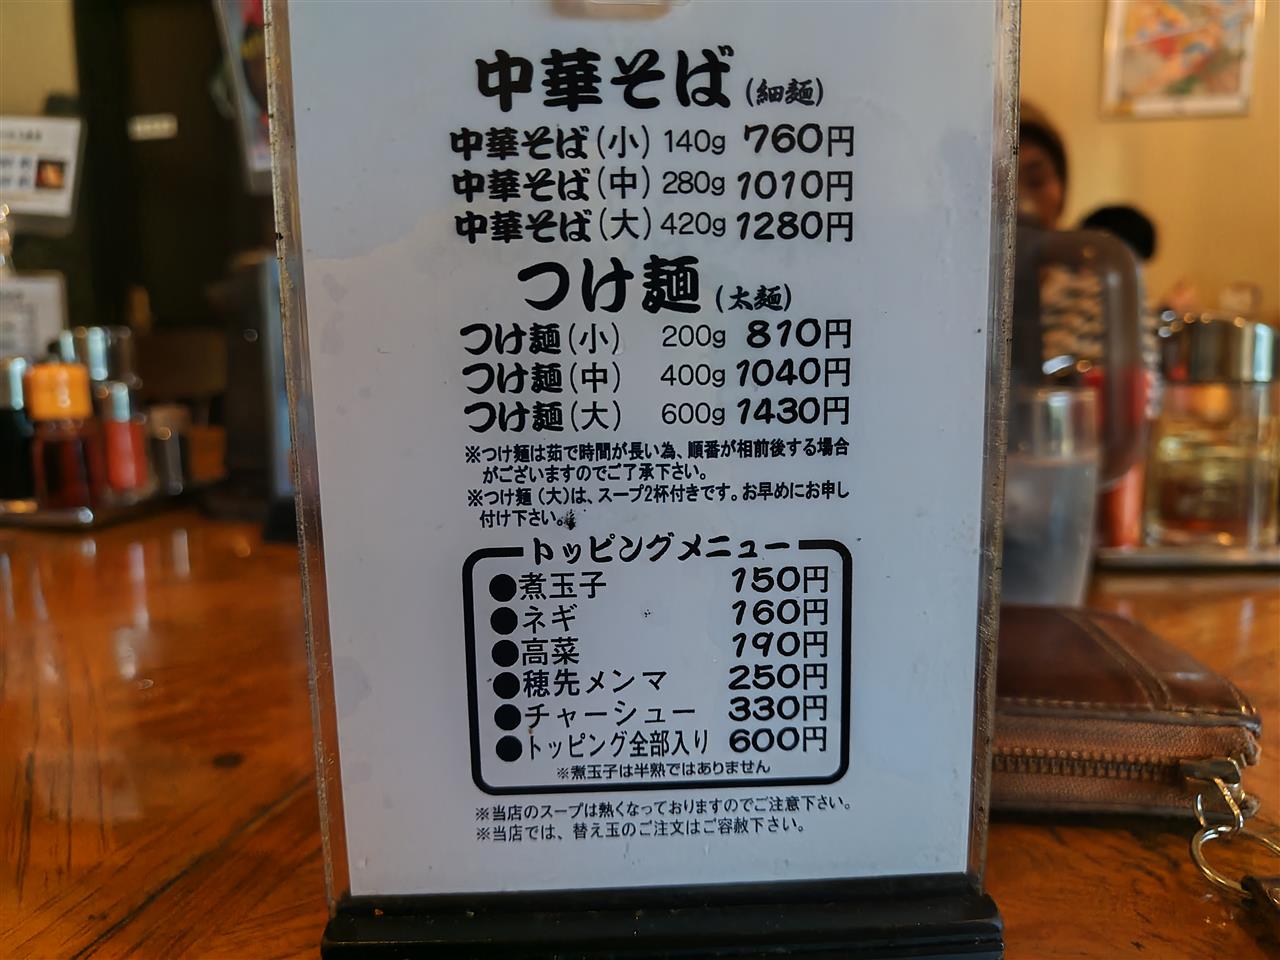 中華そば(細麺)
中華そば(小) 140g 760円
中華そば(中) 280g 1010円
中華そば(大) 420g 1280円
つけ麺(太麺)
つけ麺(小) 200g 810円
つけ麺(中) 400g 1040円
つけ麺(大) 600g 1430円
※つけ麺は茹で時間が長い為、順番が相前後する場合
がございますのでご了承下さい。
※つけ麺(大)は、スープ2杯付きです。お早めにお申し
付け下さい。
トッピングメニュー
●煮玉子 150円
●ネギ 160円
●高菜 190円
●穂先メンマ 250円
●チャーシュー 330円
●トッピング全部入り 600円
※煮玉子は半熟ではありません
※当店のスープは熱くなっておりますのでご注意下さい。
※当店では、替え玉のご注文はご容赦下さい。